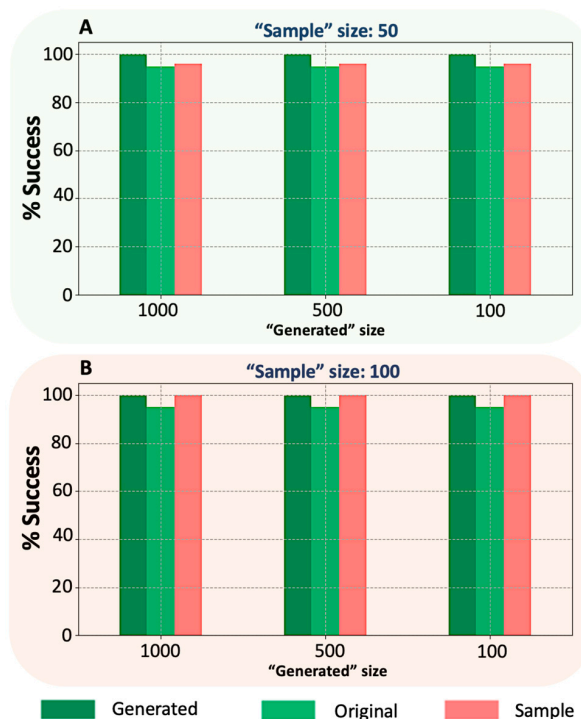 A
“Sample” size: 50
% Success
100
80
60
40
20
0
1000
500
100
“Generated” size
B
“Sample” size: 100
% Success
100
80
60
40
20
0
1000
500
100
“Generated” size
Generated
Original
Sample